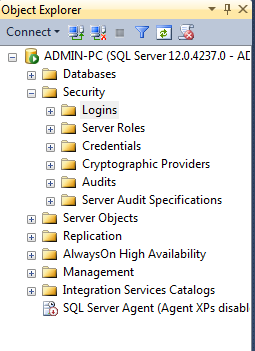 Object Explorer
Connect
ADMIN-PC (SQL Server 12.0.4237.0 - AD
Databases
Security
Logins
Server Roles
Credentials
Cryptographic Providers
Audits
Server Audit Specifications
Server Objects
Replication
AlwaysOn High Availability
Management
Integration Services Catalogs
SQL Server Agent (Agent XPs disabl